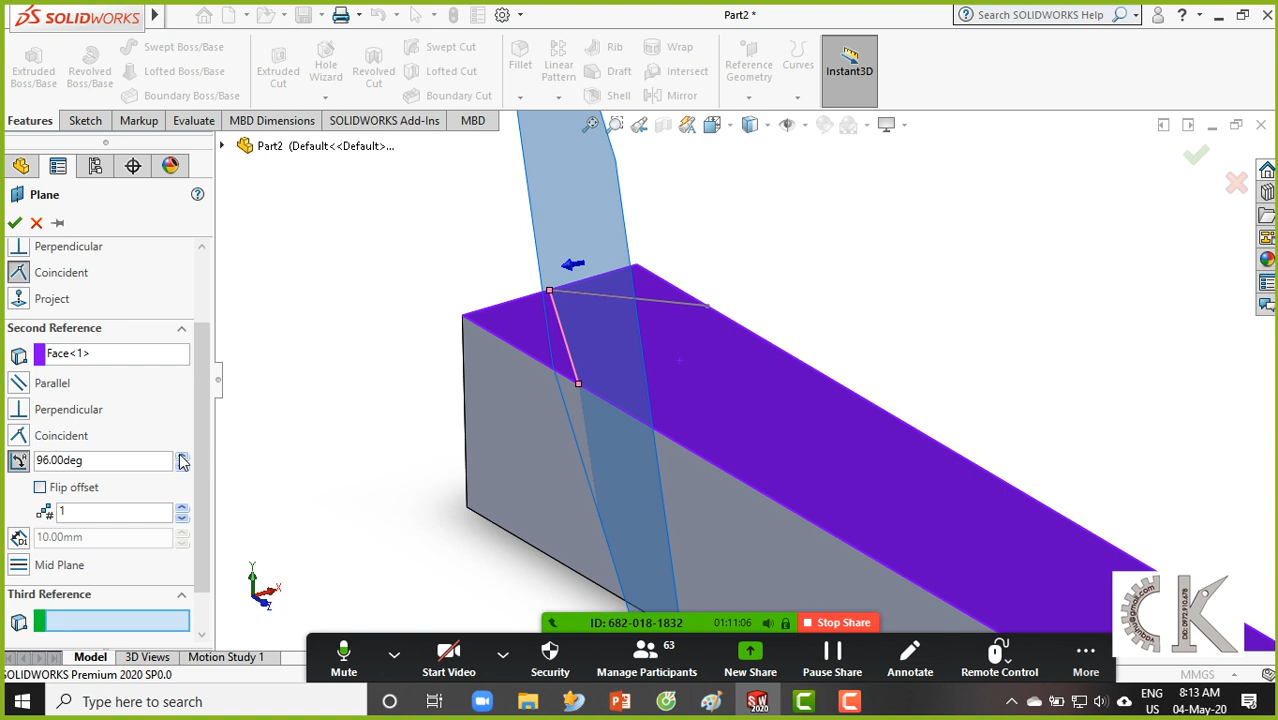 SOLIDWORKS
Part2 *
Search SOLIDWORKS Help
Extruded Boss/Base
Revolved Boss/Base
Swept Boss/Base
Lofted Boss/Base
Boundary Boss/Base
Extruded Cut
Hole Wizard
Revolved Cut
Swept Cut
Lofted Cut
Boundary Cut
Fillet
Linear Pattern
Rib
Draft
Shell
Wrap
Intersect
Mirror
Reference Geometry
Curves
Instant3D
Features
Sketch
Markup
Evaluate
MBD Dimensions
SOLIDWORKS Add-Ins
MBD
Part2 (Default<<Default>...
Plane
Perpendicular
Coincident
Project
Second Reference
Face<1>
Parallel
Perpendicular
Coincident
96.00deg
Flip offset
1
10.00mm
Mid Plane
Third Reference
Y
X
Z
ID: 682-018-1832
01:11:06
Stop Share
Mute
Start Video
Security
63
Manage Participants
New Share
Pause Share
Annotate
Remote Control
More
Model
3D Views
Motion Study 1
SOLIDWORKS Premium 2020 SP0.0
MMGS
Type here to search
ENG
US
8:13 AM
04-May-20